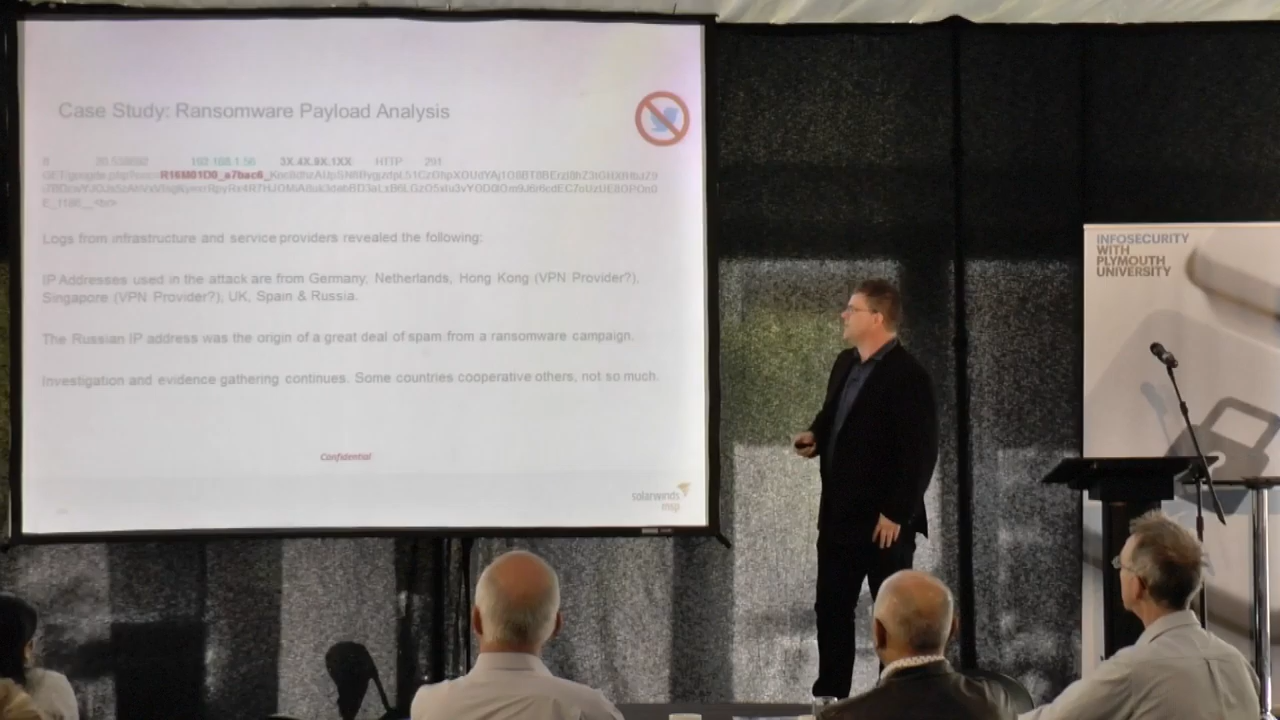 Case Study: Ransomware Payload Analysis
192.168.1.56 3X.4X.9X.1XX HTTP 291
R16M01D0_a7bac6_
Logs from infrastructure and service providers revealed the following:
IP Addresses used in the attack are from Germany, Netherlands, Hong Kong (VPN Provider?),
Singapore (VPN Provider?), UK, Spain & Russia.
The Russian IP address was the origin of a great deal of spam from a ransomware campaign.
Investigation and evidence gathering continues. Some countries cooperative others, not so much.
Confidential
solarwinds
msp
INFOSECURITY
WITH
PLYMOUTH
UNIVERSITY